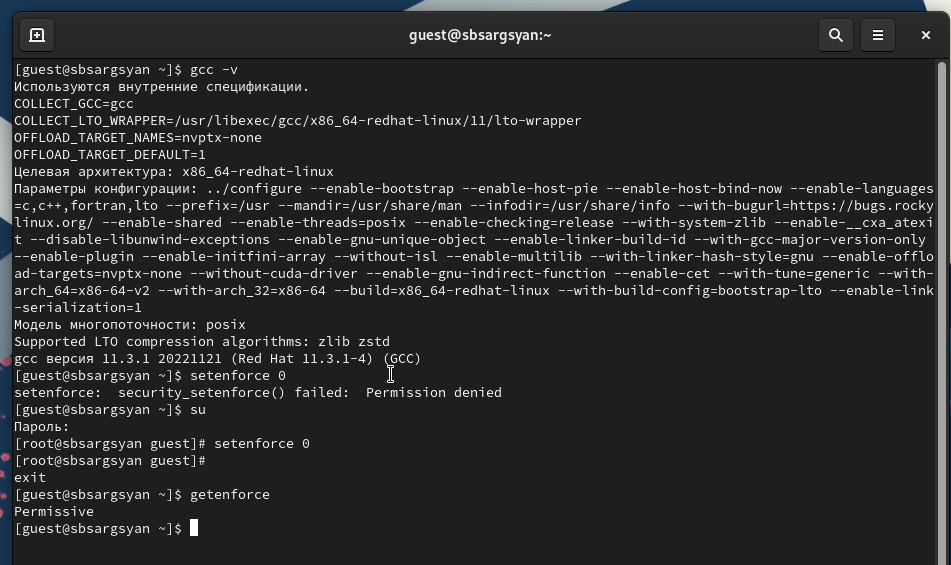 guest@sbsargsyan:~
[guest@sbsargsyan ~]$ gcc -v
Используются внутренние спецификации.
COLLECT_GCC=gcc
COLLECT_LTO_WRAPPER=/usr/libexec/gcc/x86_64-redhat-linux/11/lto-wrapper
OFFLOAD_TARGET_NAMES=nvptx-none
OFFLOAD_TARGET_DEFAULT=1
Целевая архитектура: x86_64-redhat-linux
Параметры конфигурации: ../configure --enable-bootstrap --enable-host-pie --enable-host-bind-now --enable-languages
=c,c++,fortran,lto --prefix=/usr --mandir=/usr/share/man --infodir=/usr/share/info --with-bugurl=https://bugs.rocky
linux.org/ --enable-shared --enable-threads=posix --enable-checking=release --with-system-zlib --enable-__cxa_atexi
t --disable-libunwind-exceptions --enable-gnu-unique-object --enable-linker-build-id --with-gcc-major-version-only
--enable-plugin --enable-initfini-array --without-isl --enable-multilib --with-linker-hash-style=gnu --enable-offlo
ad-targets=nvptx-none --without-cuda-driver --enable-gnu-indirect-function --enable-cet --with-tune=generic --with-
arch_64=x86-64-v2 --with-arch_32=x86-64 --build=x86_64-redhat-linux --with-build-config=bootstrap-lto --enable-link
-serialization=1
Модель многопоточности: posix
Supported LTO compression algorithms: zlib zstd
gcc версия 11.3.1 20221121 (Red Hat 11.3.1-4) (GCC)
[guest@sbsargsyan ~]$ setenforce 0
setenforce:  security_setenforce() failed:  Permission denied
[guest@sbsargsyan ~]$ su
Пароль:
[root@sbsargsyan guest]# setenforce 0
[root@sbsargsyan guest]#
exit
[guest@sbsargsyan ~]$ getenforce
Permissive
[guest@sbsargsyan ~]$